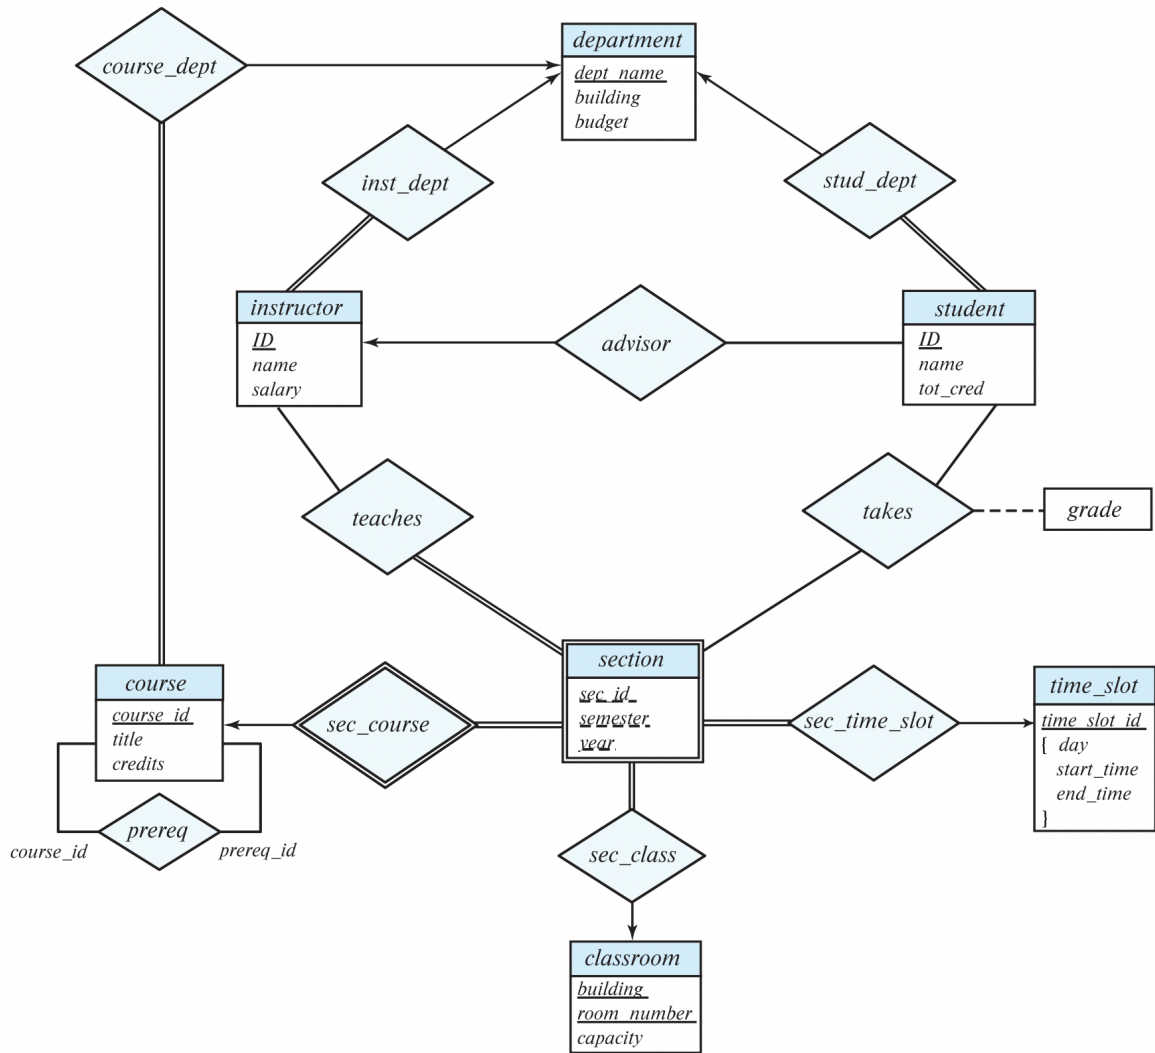 department
dept_name
building
budget
course_dept
inst_dept
stud_dept
instructor
ID
name
salary
advisor
student
ID
name
tot_cred
teaches
takes
grade
course
course_id
title
credits
prereq
course_id
prereq_id
sec_course
section
sec_id
semester
year
sec_time_slot
time_slot
time_slot_id
{ day
start_time
end_time
}
sec_class
classroom
building
room_number
capacity